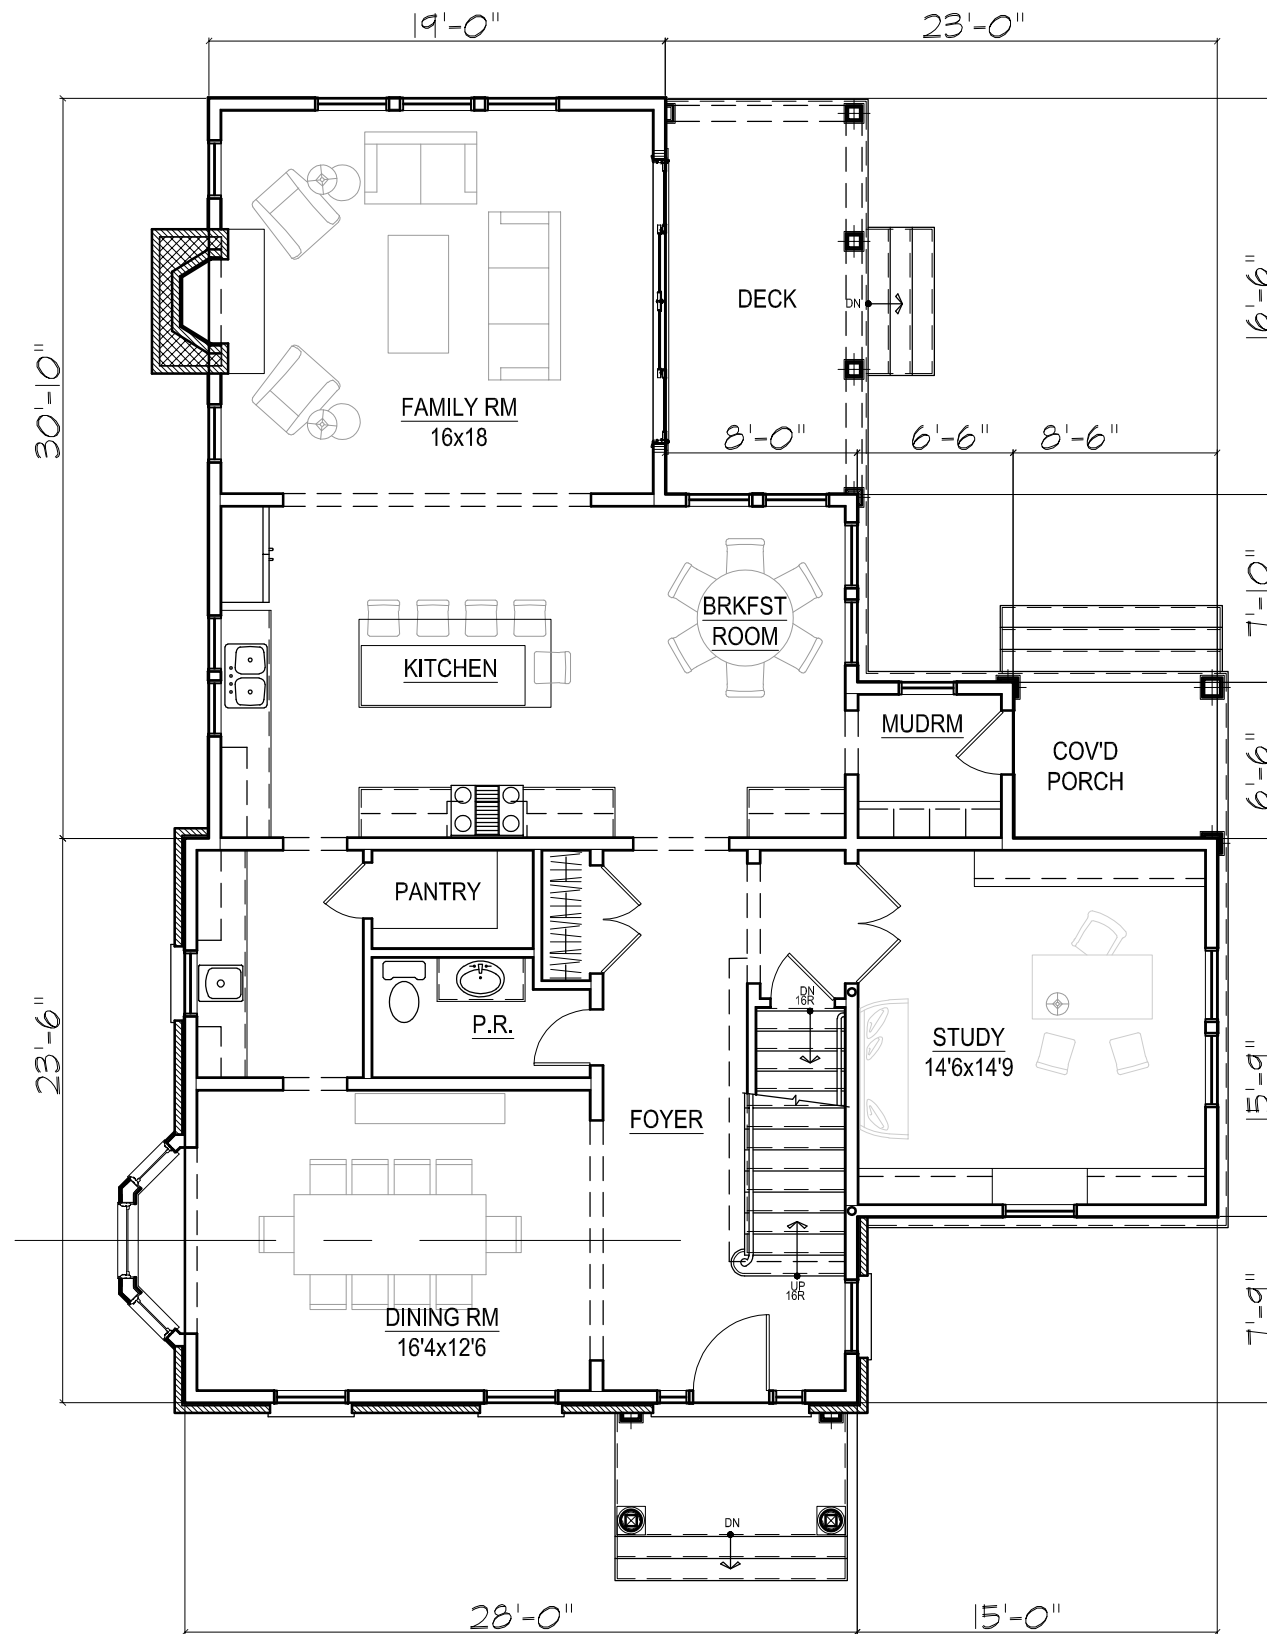 19'-0"
23'-0"
16'-6"
DECK
DN
30'-10"
FAMILY RM
16x18
8'-0"
6'-6"
8'-6"
7'-10"
BRKFST
ROOM
KITCHEN
MUDRM
COV'D
PORCH
6'-6"
PANTRY
DN
16R
P.R.
STUDY
14'6x14'9
23'-6"
15'-9"
FOYER
UP
16R
DINING RM
16'4x12'6
7'-9"
DN
28'-0"
15'-0"